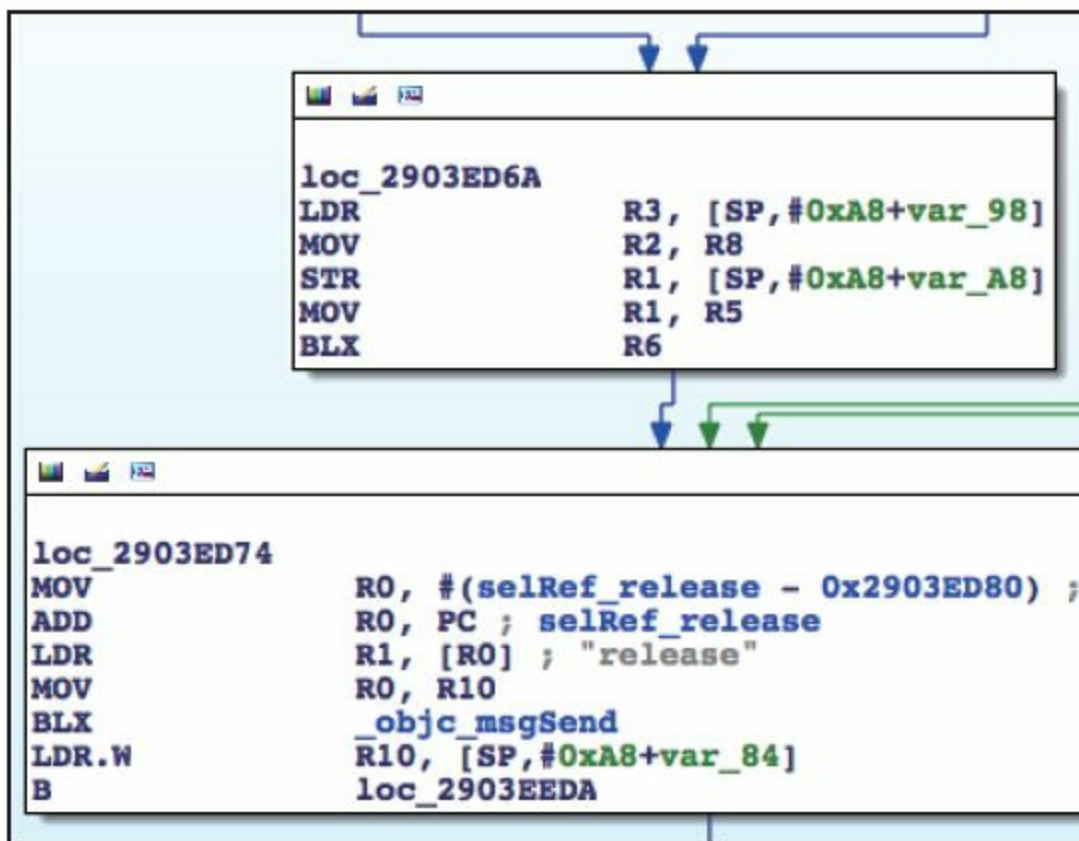 loc_2903ED6A
LDR R3, [SP,#0xA8+var_98]
MOV R2, R8
STR R1, [SP,#0xA8+var_A8]
MOV R1, R5
BLX R6
loc_2903ED74
MOV R0, #(selRef_release - 0x2903ED80) ;
ADD R0, PC ; selRef_release
LDR R1, [R0] ; "release"
MOV R0, R10
BLX _objc_msgSend
LDR.W R10, [SP,#0xA8+var_84]
B loc_2903EEDA